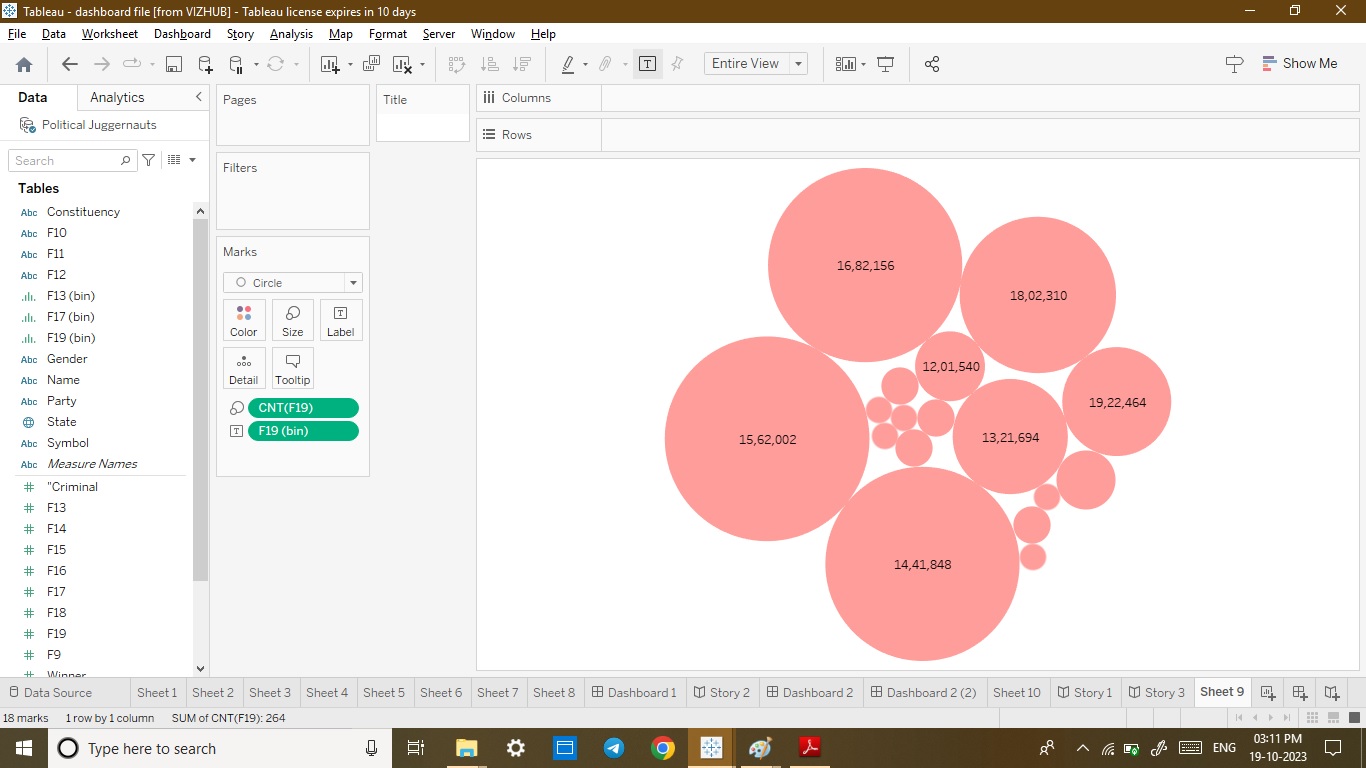 Tableau - dashboard file [from VIZHUB] - Tableau license expires in 10 days
File Data Worksheet Dashboard Story Analysis Map Format Server Window Help
Entire View
Show Me
Data Analytics
Political Juggernauts
Search
Tables
Abc Constituency
Abc F10
Abc F11
Abc F12
F13 (bin)
F17 (bin)
F19 (bin)
Abc Gender
Abc Name
Abc Party
State
Abc Symbol
Abc Measure Names
# "Criminal
# F13
# F14
# F15
# F16
# F17
# F18
# F19
# F9
Winner
Pages
Filters
Marks
Circle
Color Size Label
Detail Tooltip
CNT(F19)
F19 (bin)
Title
Columns
Rows
16,82,156
18,02,310
12,01,540
19,22,464
15,62,002
13,21,694
14,41,848
Data Source Sheet 1 Sheet 2 Sheet 3 Sheet 4 Sheet 5 Sheet 6 Sheet 7 Sheet 8 Dashboard 1 Story 2 Dashboard 2 Dashboard 2 (2) Sheet 10 Story 1 Story 3 Sheet 9
18 marks 1 row by 1 column SUM of CNT(F19): 264
Type here to search
ENG
03:11 PM
19-10-2023